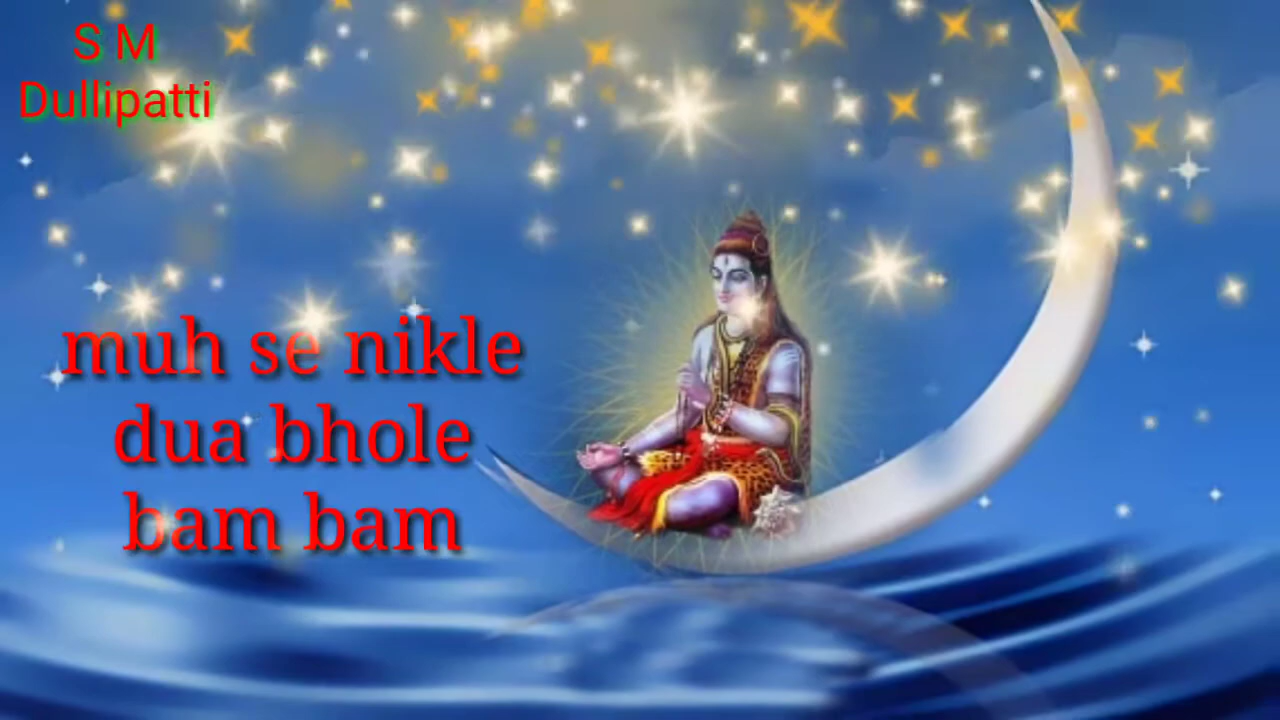 S M
Dullipatti
muh se nikle
dua bhole
bam bam